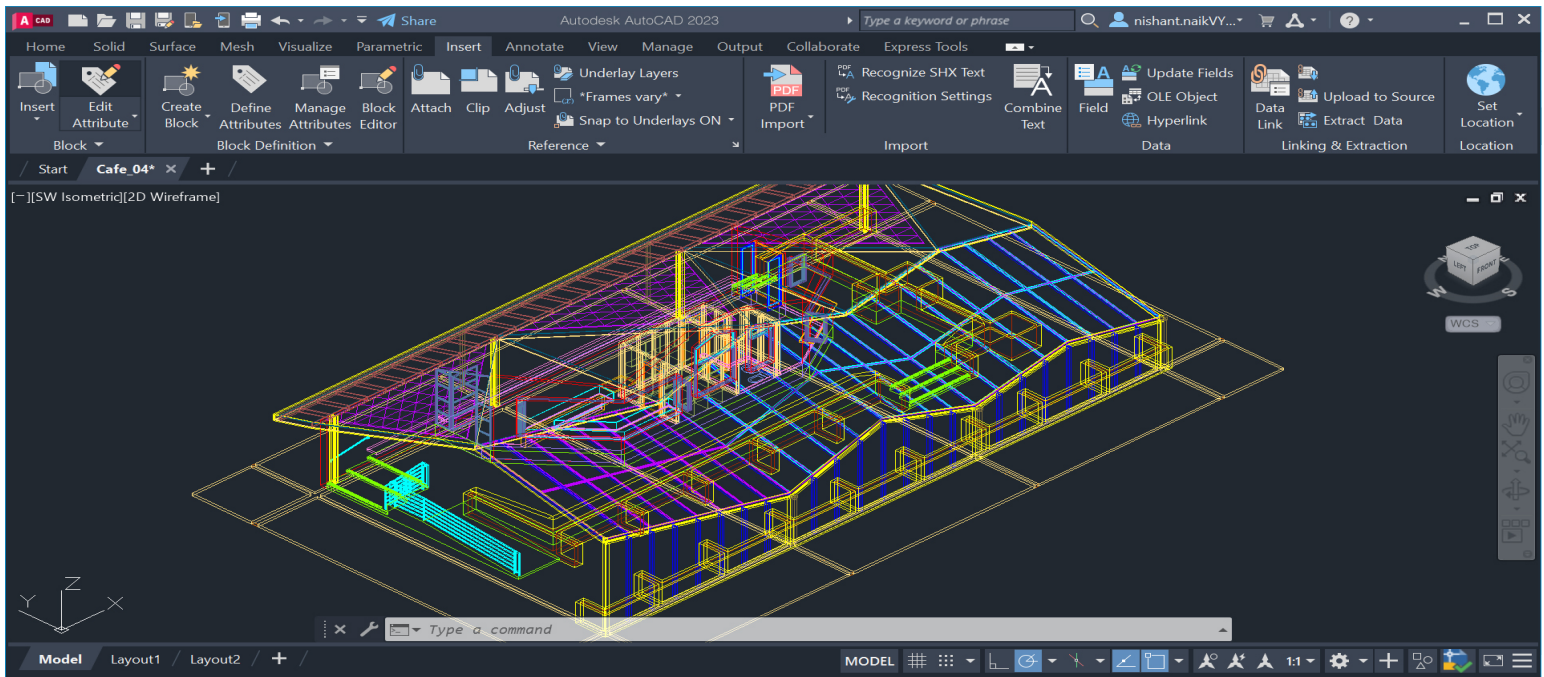 A CAD Share Autodesk AutoCAD 2023 Type a keyword or phrase nishant.naikVY...
Home Solid Surface Mesh Visualize Parametric Insert Annotate View Manage Output Collaborate Express Tools
Insert
Edit
Attribute
Block
Create
Block
Define
Attributes
Manage
Attributes
Block
Editor
Block Definition
Attach
Clip
Adjust
Underlay Layers
*Frames vary*
Snap to Underlays ON
Reference
PDF
PDF
Import
PDF A Recognize SHX Text
PDF A Recognition Settings
A
Combine
Text
Import
A
Field
Update Fields
OLE Object
Hyperlink
Data
Data
Link
Upload to Source
Extract Data
Linking & Extraction
Set
Location
Location
Start Cafe_04*
[−][SW Isometric][2D Wireframe]
TOP
LEFT FRONT
W S E
WCS
Z
Y X
Type a command
Model Layout1 Layout2 MODEL 1:1